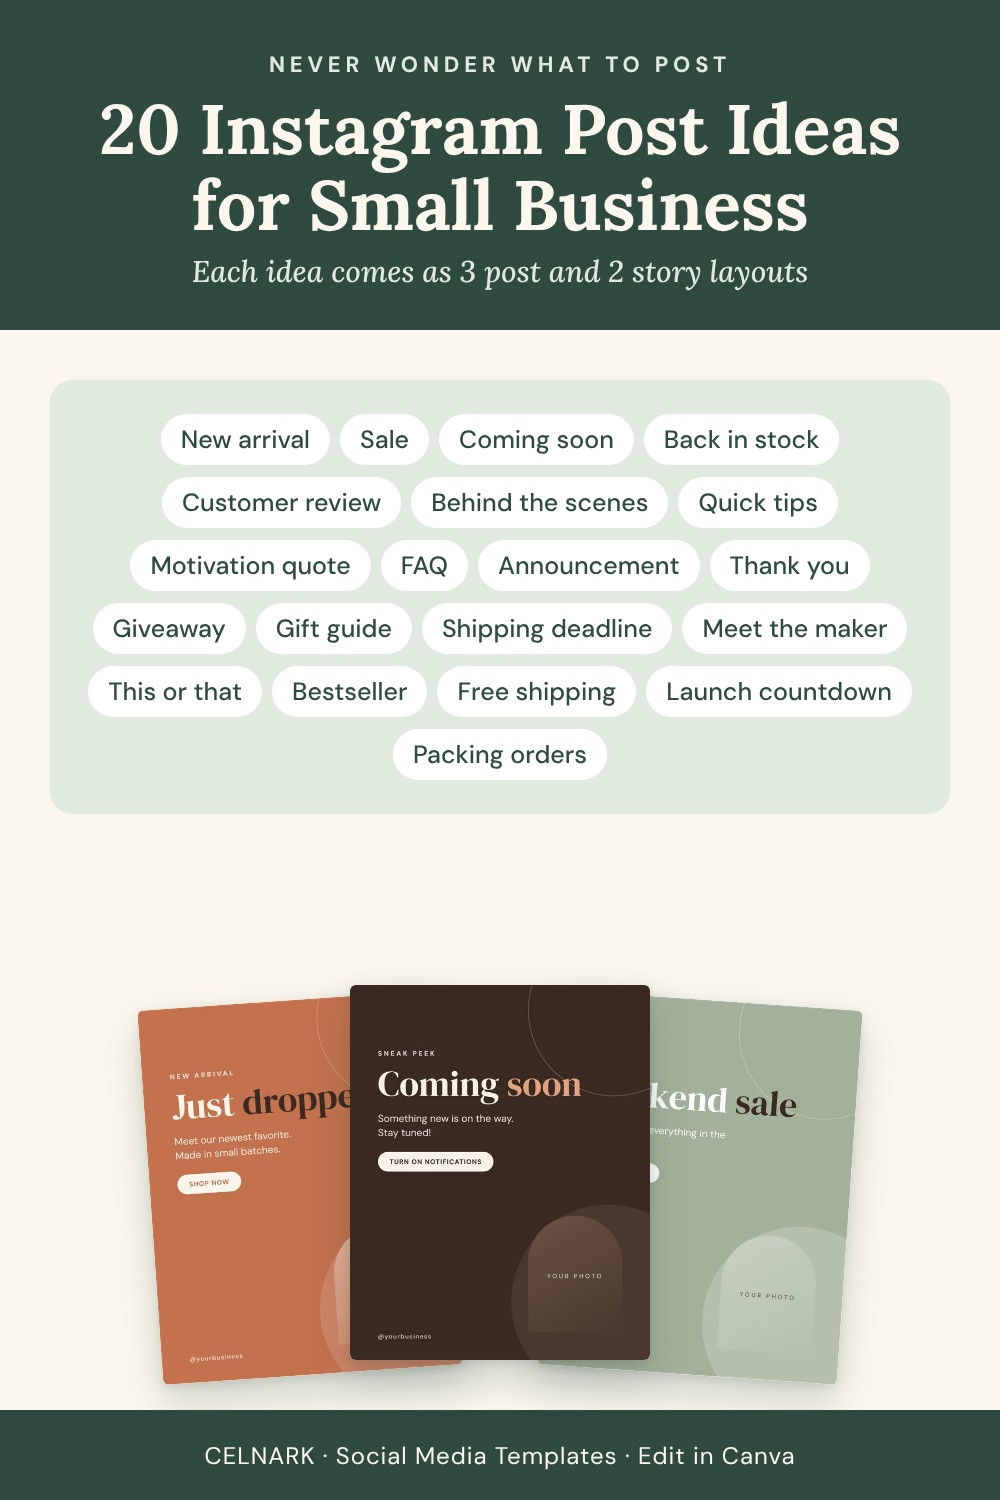 NEVER WONDER WHAT TO POST
20 Instagram Post Ideas
for Small Business
Each idea comes as 3 post and 2 story layouts
New arrival
Sale
Coming soon
Back in stock
Customer review
Behind the scenes
Quick tips
Motivation quote
FAQ
Announcement
Thank you
Giveaway
Gift guide
Shipping deadline
Meet the maker
This or that
Bestseller
Free shipping
Launch countdown
Packing orders
NEW ARRIVAL
Just droppe
Meet our newest favorite.
Made in small batches.
SHOP NOW
@yourbusiness
SNEAK PEEK
Coming soon
Something new is on the way.
Stay tuned!
TURN ON NOTIFICATIONS
YOUR PHOTO
@yourbusiness
kend sale
everything in the
YOUR PHOTO
CELNARK · Social Media Templates · Edit in Canva